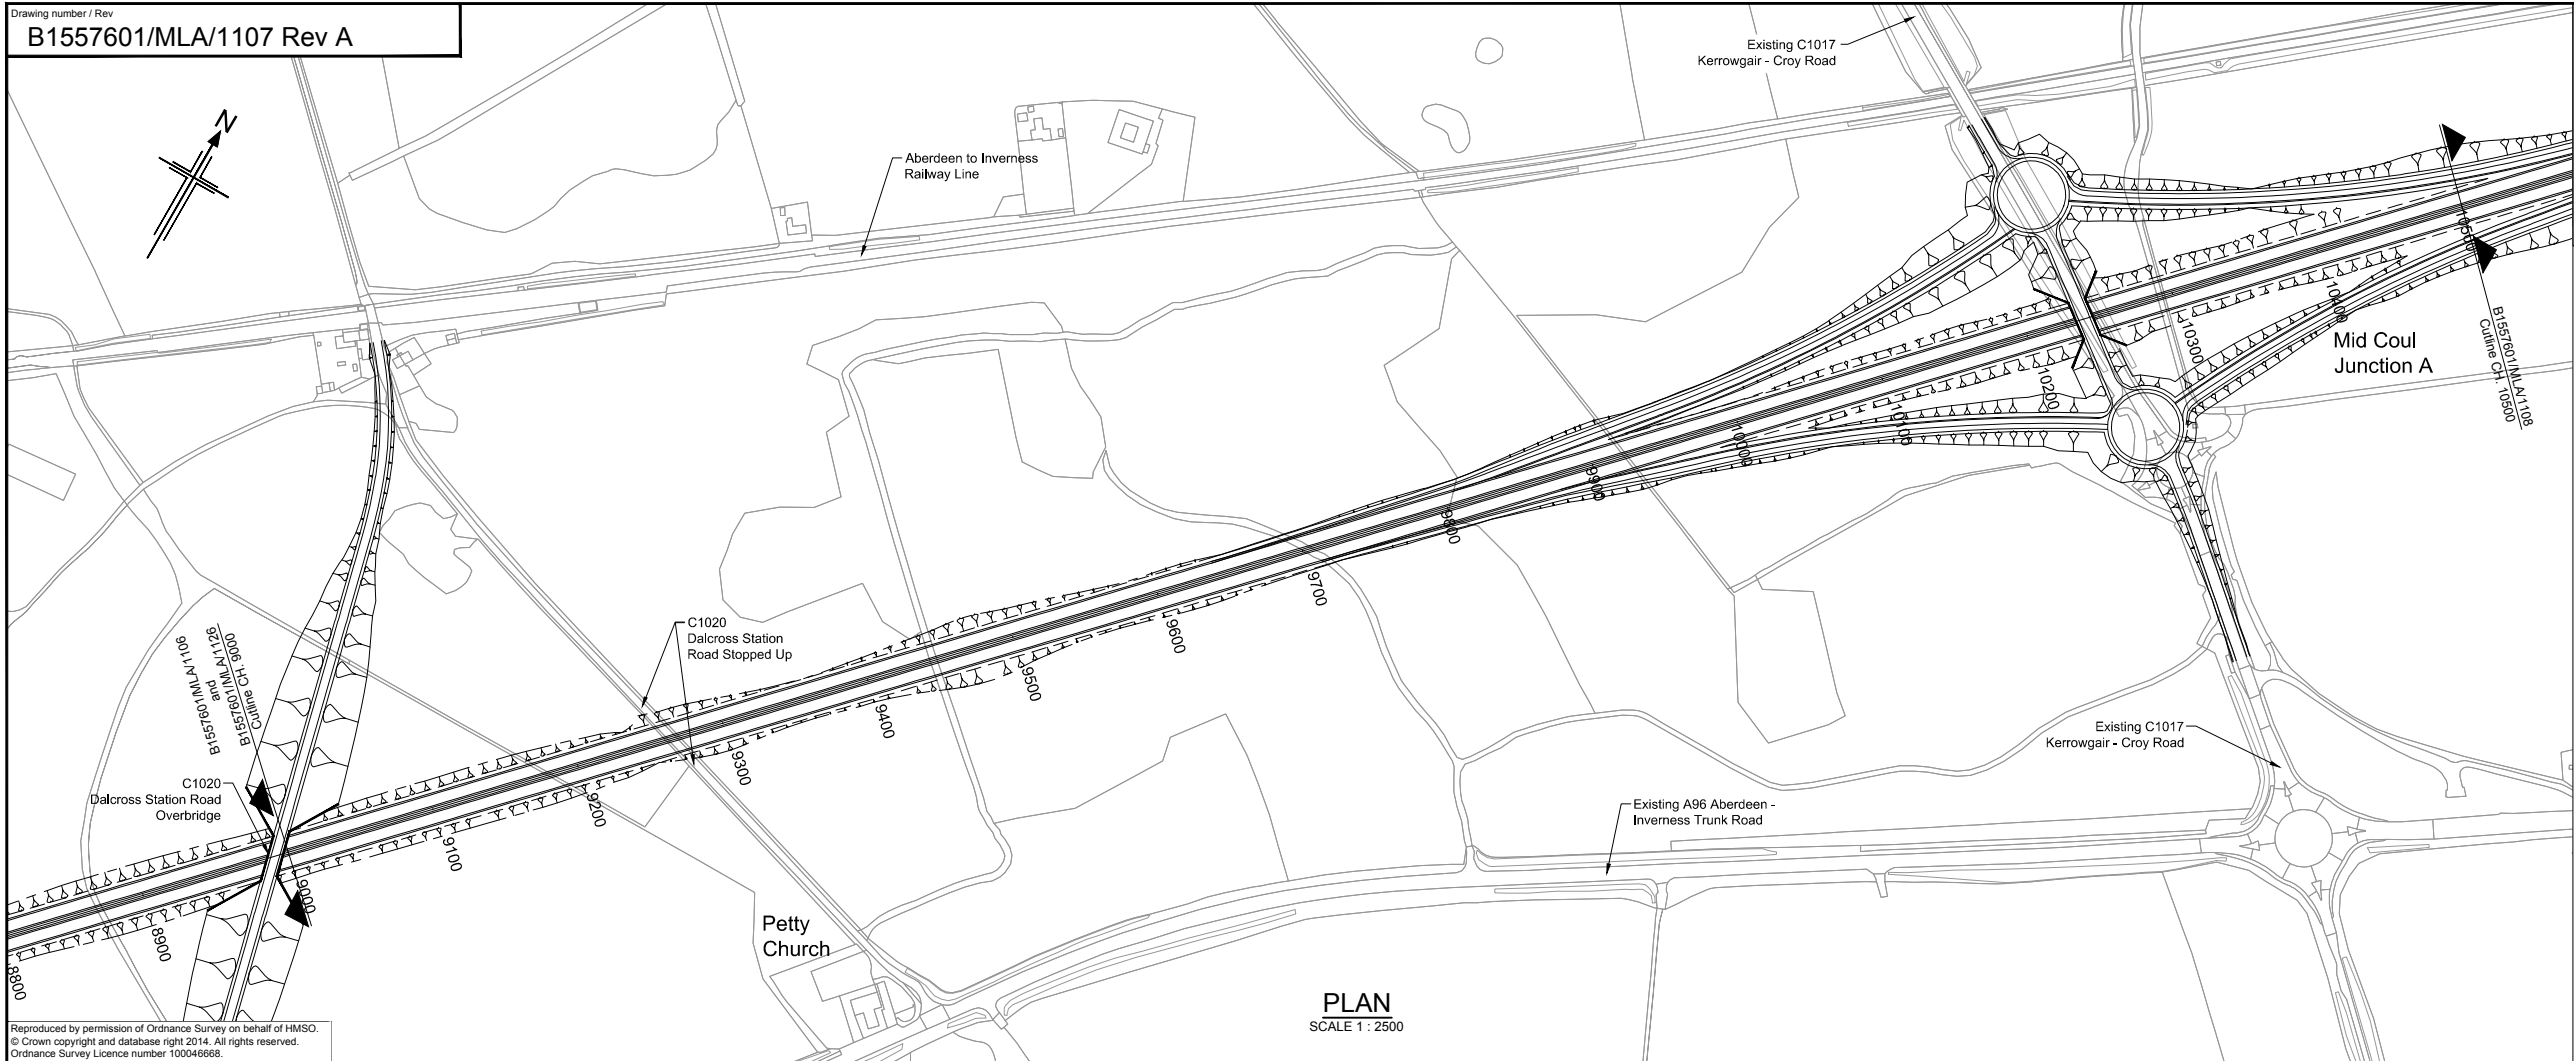 Drawing number / Rev
B1557601/MLA/1107 Rev A
N
Existing C1017
Kerrowgair - Croy Road
Aberdeen to Inverness
Railway Line
Mid Coul
Junction A
B1557601/MLA/1108
Cutline CH. 10500
10500
10400
10300
10200
10100
10000
9900
9800
9700
9600
9500
9400
9300
9200
9100
9000
8900
8800
C1020
Dalcross Station
Road Stopped Up
B1557601/MLA/1106
and
B1557601/MLA/1126
Cutline CH. 9000
C1020
Dalcross Station Road
Overbridge
Existing C1017
Kerrowgair - Croy Road
Existing A96 Aberdeen -
Inverness Trunk Road
Petty
Church
PLAN
SCALE 1 : 2500
Reproduced by permission of Ordnance Survey on behalf of HMSO.
© Crown copyright and database right 2014. All rights reserved.
Ordnance Survey Licence number 100046668.